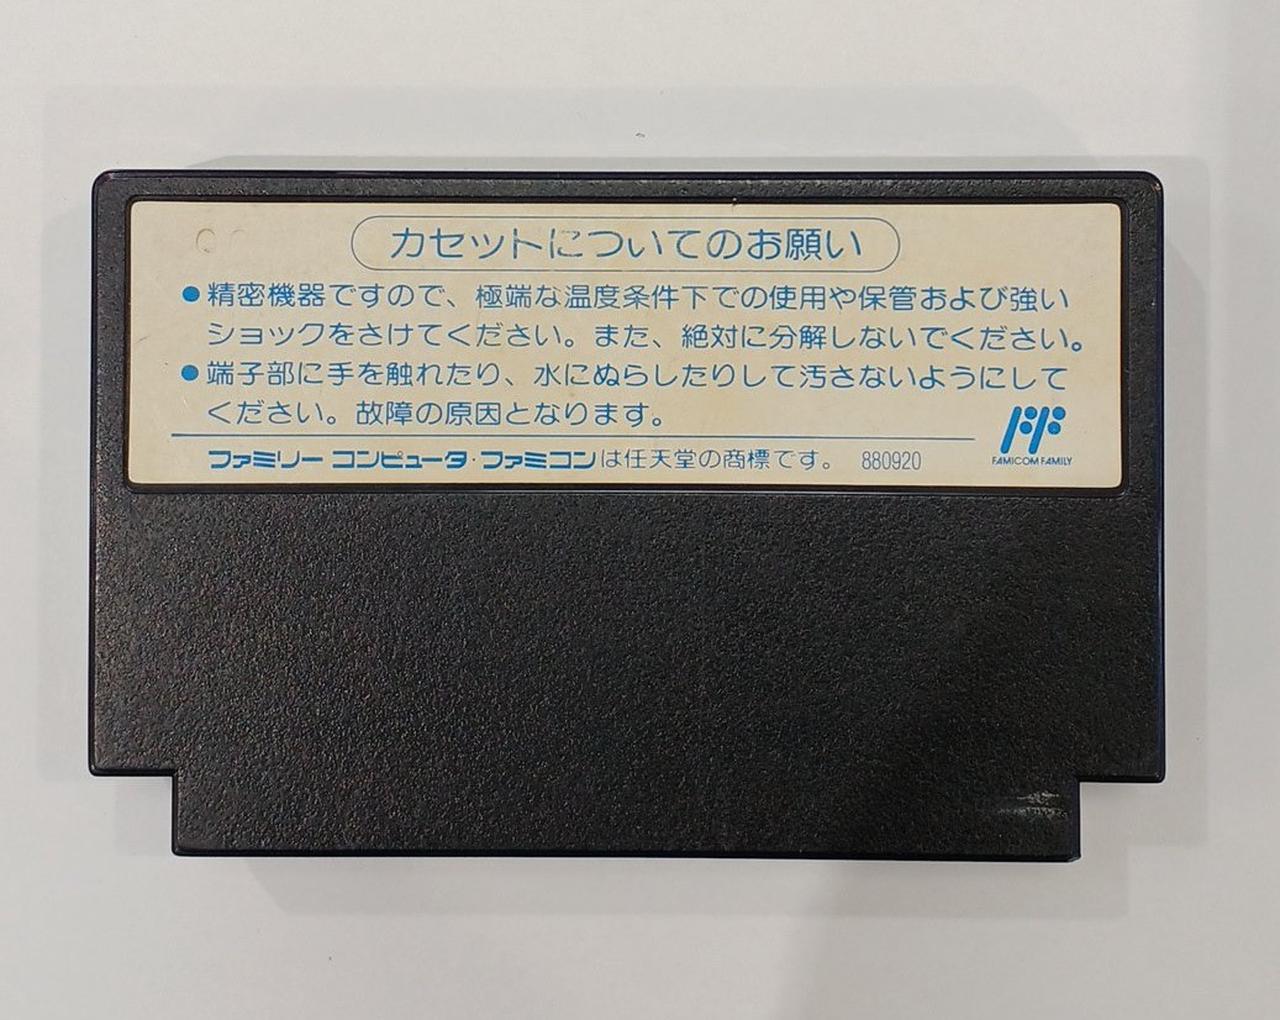 カセットについてのお願い
●精密機器ですので、極端な温度条件下での使用や保管および強い
ショックをさけてください。また、絶対に分解しないでください。
●端子部に手を触れたり、水にぬらしたりして汚さないようにして
ください。故障の原因となります。
ファミリー コンピュータ・ファミコンは任天堂の商標です。 880920
FAMICOM FAMILY